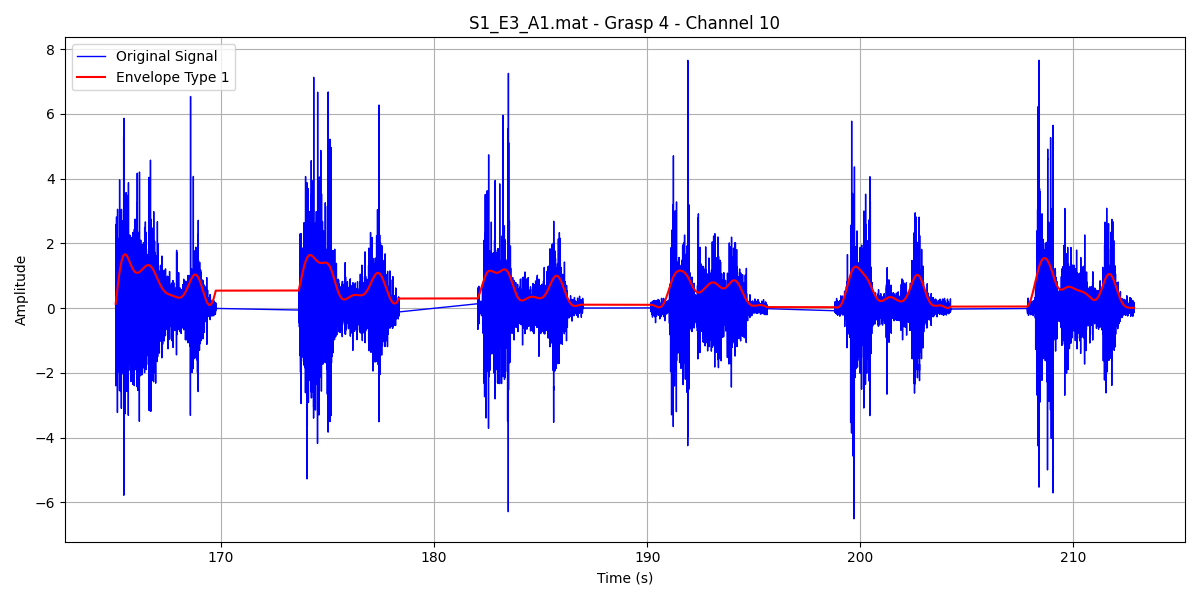 S1_E3_A1.mat - Grasp 4 - Channel 10
Original Signal
Envelope Type 1
Amplitude
8
6
4
2
0
−2
−4
−6
170 180 190 200 210
Time (s)